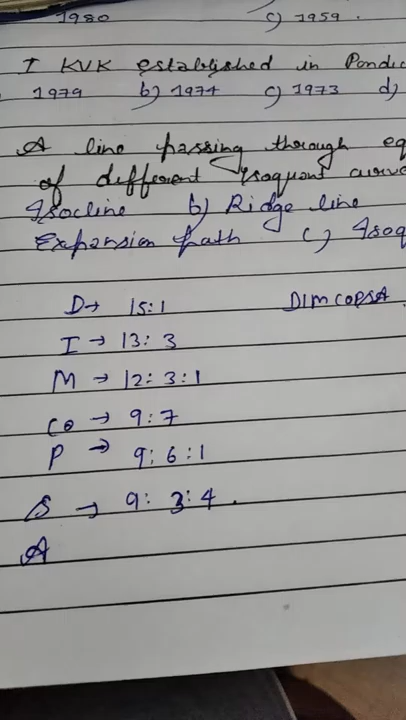 1980 c) 1959.
I KVK established in Pondic
1979 b) 1974 c) 1973 d)
A line passing through eq
of different Isoquant curve
Isocline b) Ridge line
Expansion path c) Isoq
D → 15:1 DIMCOPSA
I → 13:3
M → 12:3:1
CO → 9:7
P → 9:6:1
S → 9:3:4.
A